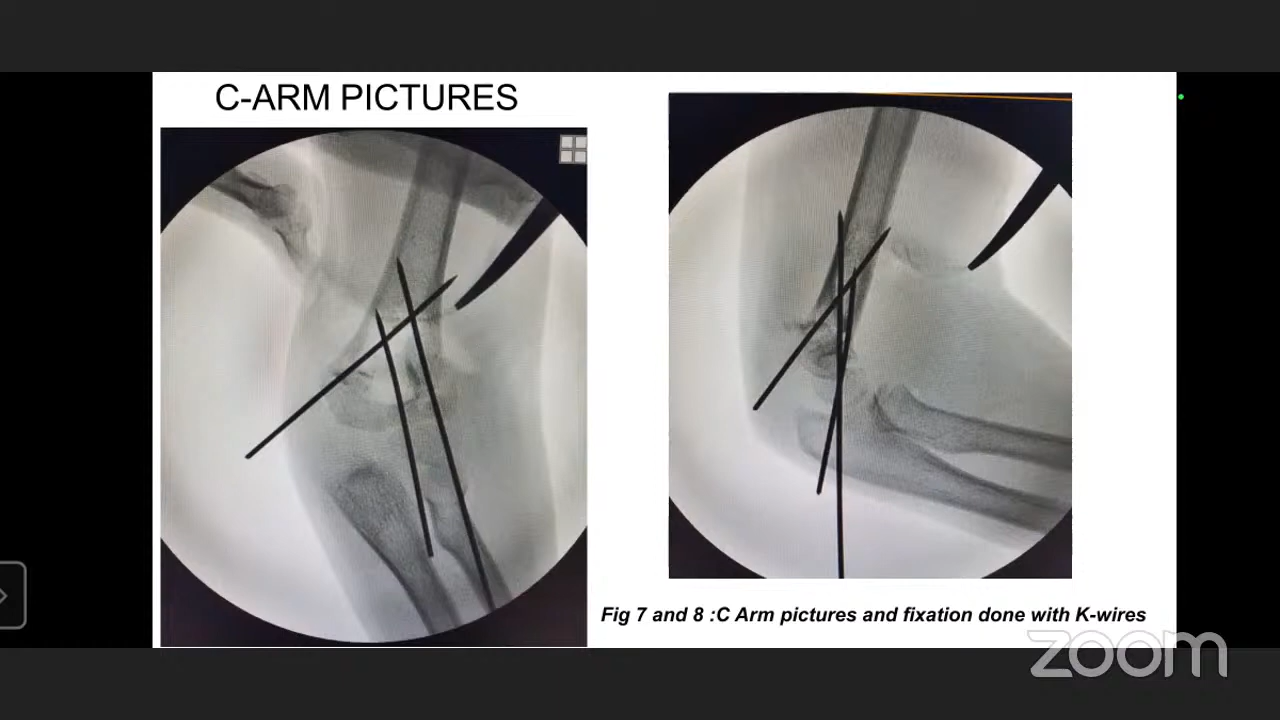 C-ARM PICTURES
Fig 7 and 8 :C Arm pictures and fixation done with K-wires
zoom